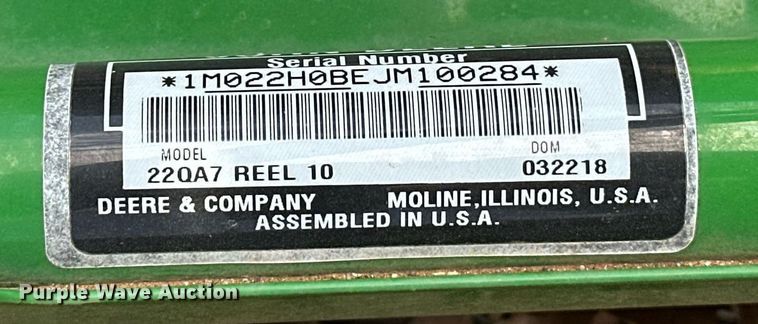 Serial Number
*1M022H0BEJM100284*
MODEL DOM
22QA7 REEL 10 032218
DEERE & COMPANY MOLINE, ILLINOIS, U.S.A.
ASSEMBLED IN U.S.A.
Purple Wave Auction